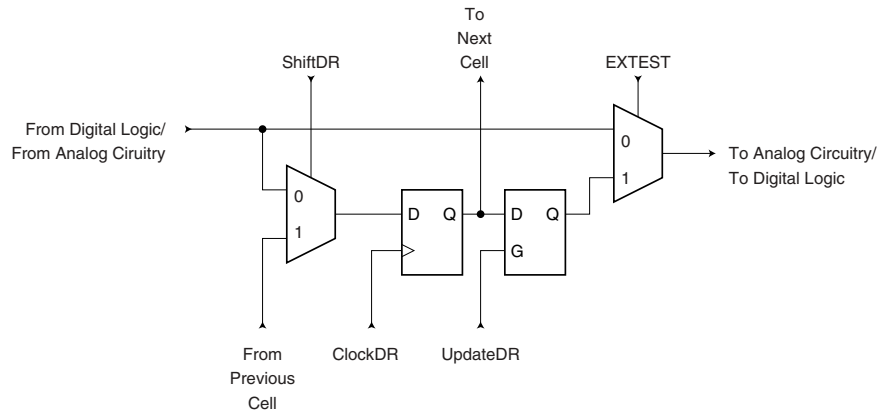 To
Next
Cell
ShiftDR
EXTEST
From Digital Logic/
From Analog Ciruitry
0
To Analog Circuitry/
To Digital Logic
1
0
D Q
D Q
1
G
From
Previous
Cell
ClockDR
UpdateDR